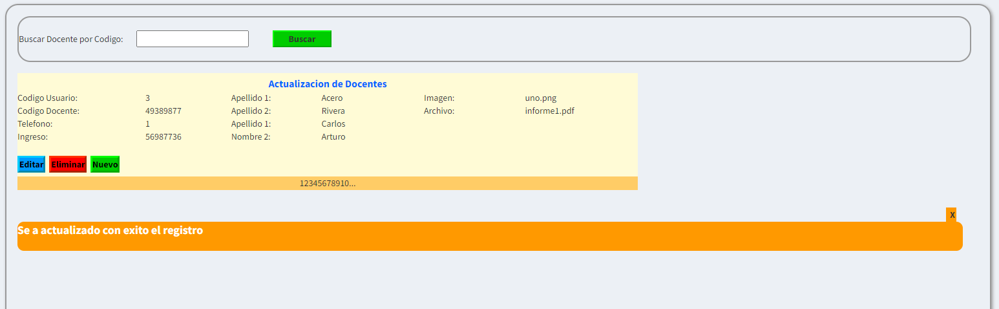 Buscar Docente por Codigo: Buscar
Actualizacion de Docentes
Codigo Usuario: 3 Apellido 1: Acero Imagen: uno.png
Codigo Docente: 49389877 Apellido 2: Rivera Archivo: informe1.pdf
Telefono: 1 Apellido 1: Carlos
Ingreso: 56987736 Nombre 2: Arturo
Editar Eliminar Nuevo
12345678910...
X
Se a actualizado con exito el registro